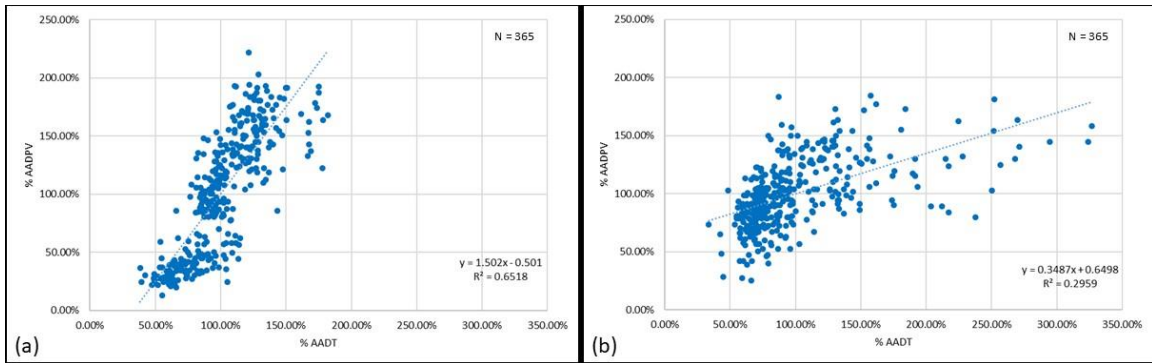 250.00%
N = 365
200.00%
150.00%
% AADPV
100.00%
50.00%
y = 1.502x - 0.501
R² = 0.6518
0.00%
0.00% 50.00% 100.00% 150.00% 200.00% 250.00% 300.00% 350.00%
(a)
% AADT
250.00%
N = 365
200.00%
150.00%
% AADPV
100.00%
50.00%
y = 0.3487x + 0.6498
R² = 0.2959
0.00%
0.00% 50.00% 100.00% 150.00% 200.00% 250.00% 300.00% 350.00%
(b)
% AADT